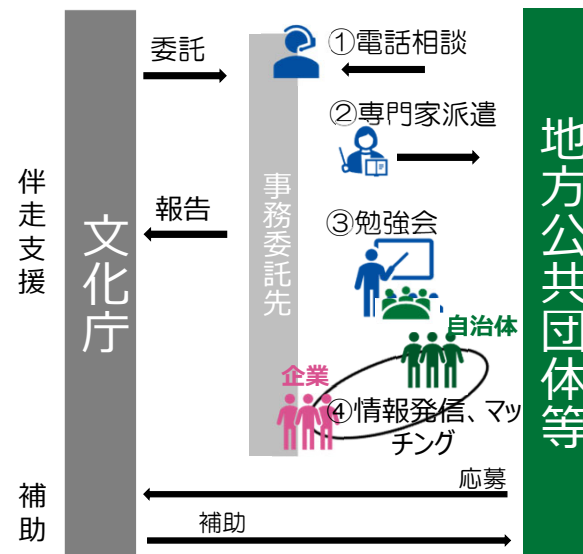 委託
①電話相談
②専門家派遣
伴走支援
文化庁
報告
事務委託先
③勉強会
地方公共団体等
自治体
企業
④情報発信、マッ
チング
応募
補助
補助